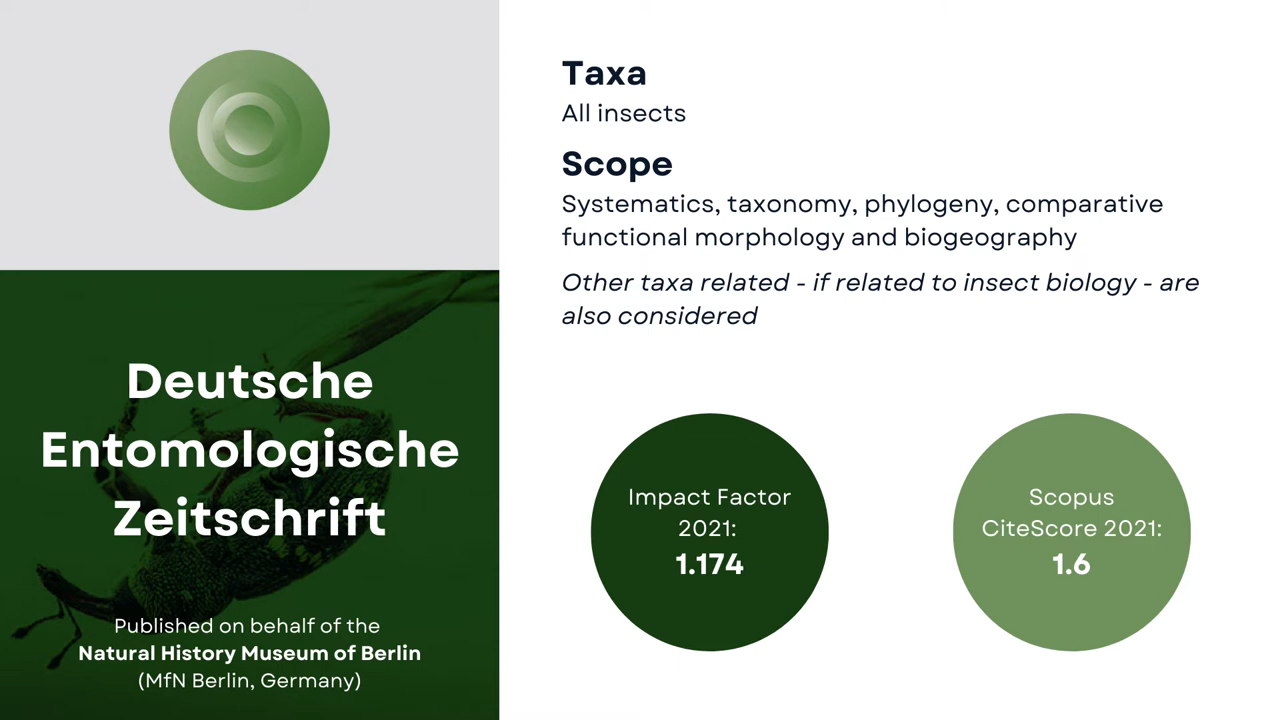 Deutsche
Entomologische
Zeitschrift
Published on behalf of the
Natural History Museum of Berlin
(MfN Berlin, Germany)
Taxa
All insects
Scope
Systematics, taxonomy, phylogeny, comparative
functional morphology and biogeography
Other taxa related - if related to insect biology - are
also considered
Impact Factor
2021:
1.174
Scopus
CiteScore 2021:
1.6